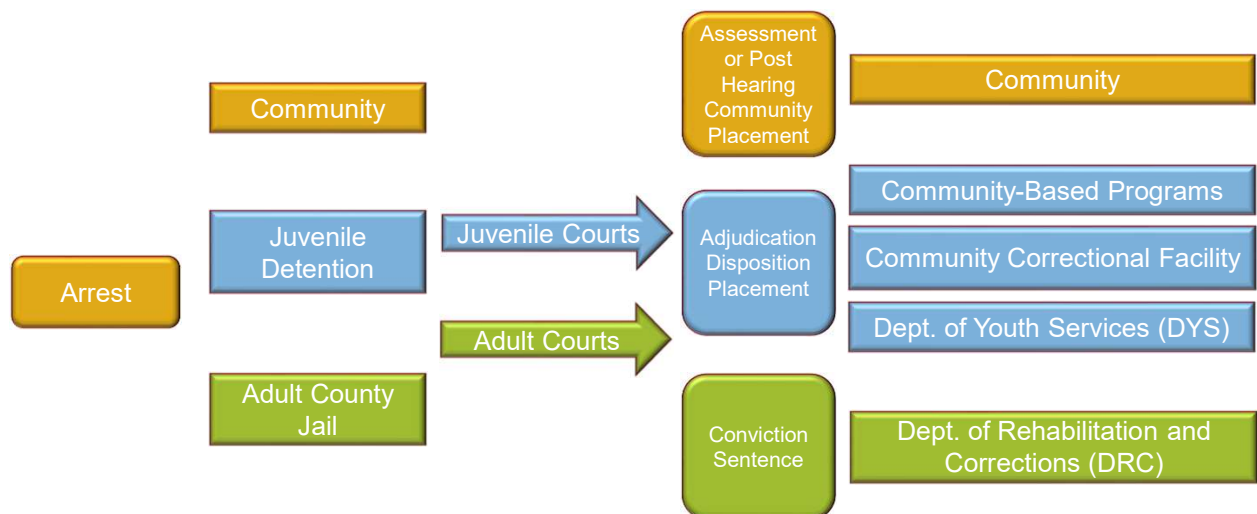 Arrest
Community
Juvenile
Detention
Adult County
Jail
Juvenile Courts
Adult Courts
Assessment
or Post
Hearing
Community
Placement
Adjudication
Disposition
Placement
Conviction
Sentence
Community
Community-Based Programs
Community Correctional Facility
Dept. of Youth Services (DYS)
Dept. of Rehabilitation and
Corrections (DRC)